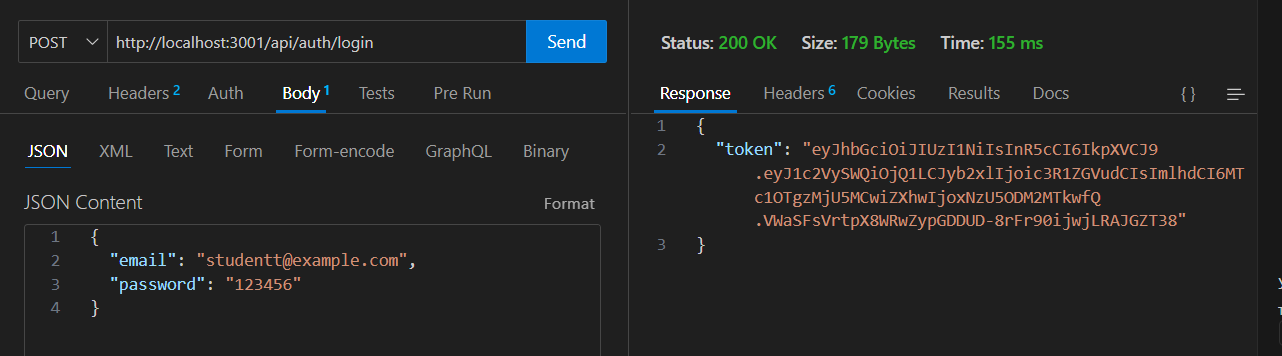 POST http://localhost:3001/api/auth/login Send
Query Headers 2 Auth Body 1 Tests Pre Run
JSON XML Text Form Form-encode GraphQL Binary
JSON Content Format
1 {
2 "email": "studentt@example.com",
3 "password": "123456"
4 }
Status: 200 OK Size: 179 Bytes Time: 155 ms
Response Headers 6 Cookies Results Docs { }
1 {
2 "token": "eyJhbGciOiJIUzI1NiIsInR5cCI6IkpXVCJ9
.eyJ1c2VySWQiOjQ1LCJyb2xlIjoic3R1ZGVudCIsImlhdCI6MT
c1OTgzMjU5MCwiZXhwIjoxNzU5ODM2MTkwfQ
.VWaSFsVrtpX8WRwZypGDDUD-8rFr90ijwjLRAJGZT38"
3 }